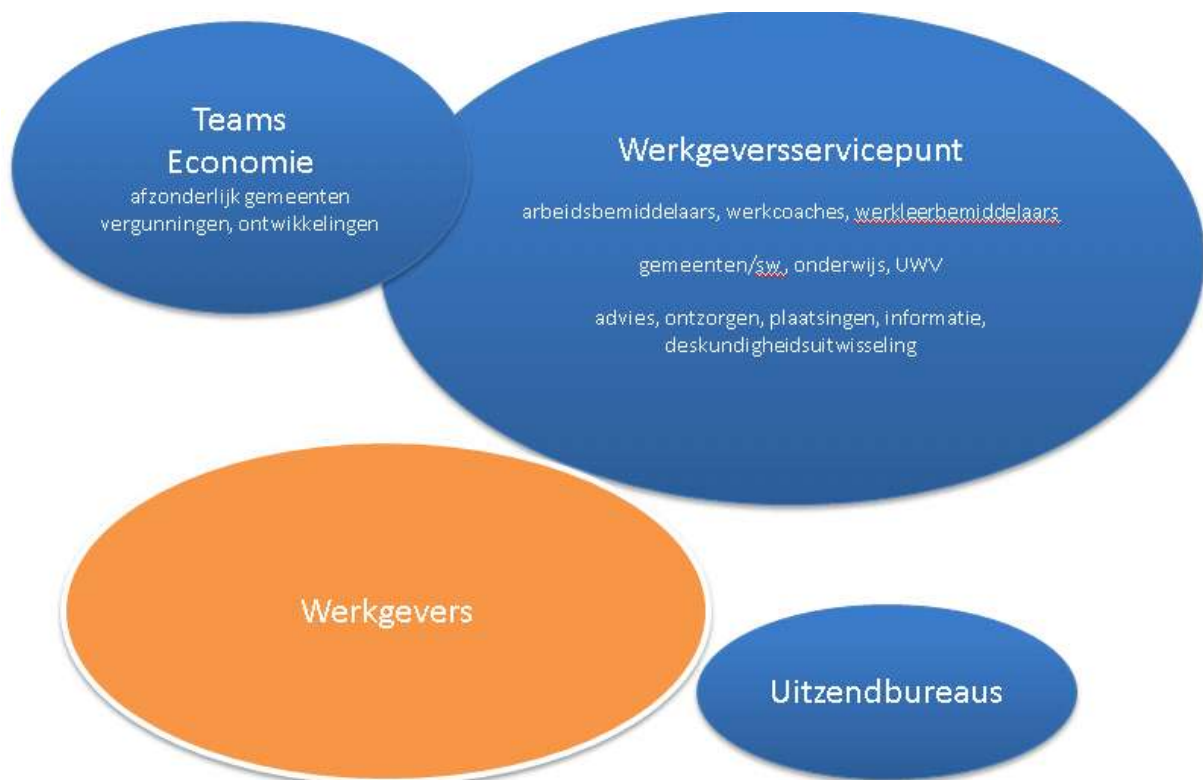 Teams
Economie
afzonderlijk gemeenten
vergunningen, ontwikkelingen
Werkgeversservicepunt
arbeidsbemiddelaars, werkcoaches, werkleerbemiddelaars
gemeenten/sw, onderwijs, UWV
advies, ontzorgen, plaatsingen, informatie,
deskundigheidsuitwisseling
Werkgevers
Uitzendbureaus